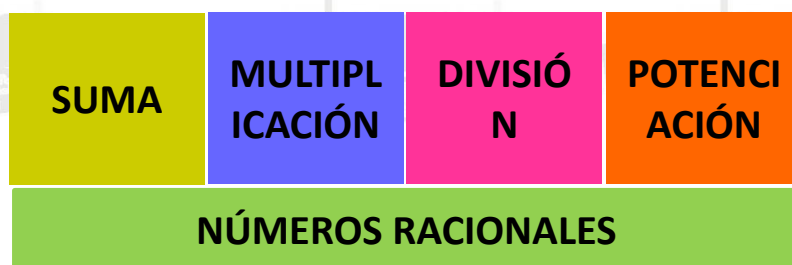 SUMA
MULTIPL
ICACIÓN
DIVISIÓ
N
POTENCI
ACIÓN
NÚMEROS RACIONALES